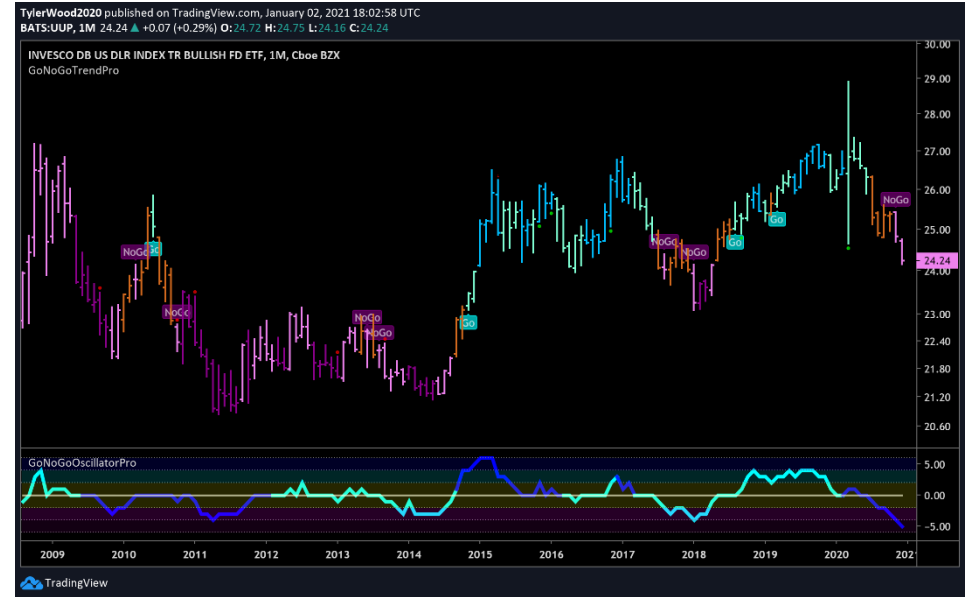 TylerWood2020 published on TradingView.com, January 02, 2021 18:02:58 UTC
BATS:UUP, 1M 24.24 ▲ +0.07 (+0.29%) O:24.72 H:24.75 L:24.16 C:24.24
INVESCO DB US DLR INDEX TR BULLISH FD ETF, 1M, Cboe BZX
GoNoGoTrendPro
30.00
29.00
28.00
27.00
26.00
NoGo
25.00
Go
NoGo
Go
NoGo
NoGo
Go
24.24
24.00
NoGo
NoGo
NoGo
Go
23.00
22.40
21.80
21.20
20.60
GoNoGoOscillatorPro
5.00
0.00
−5.00
2009 2010 2011 2012 2013 2014 2015 2016 2017 2018 2019 2020
TradingView